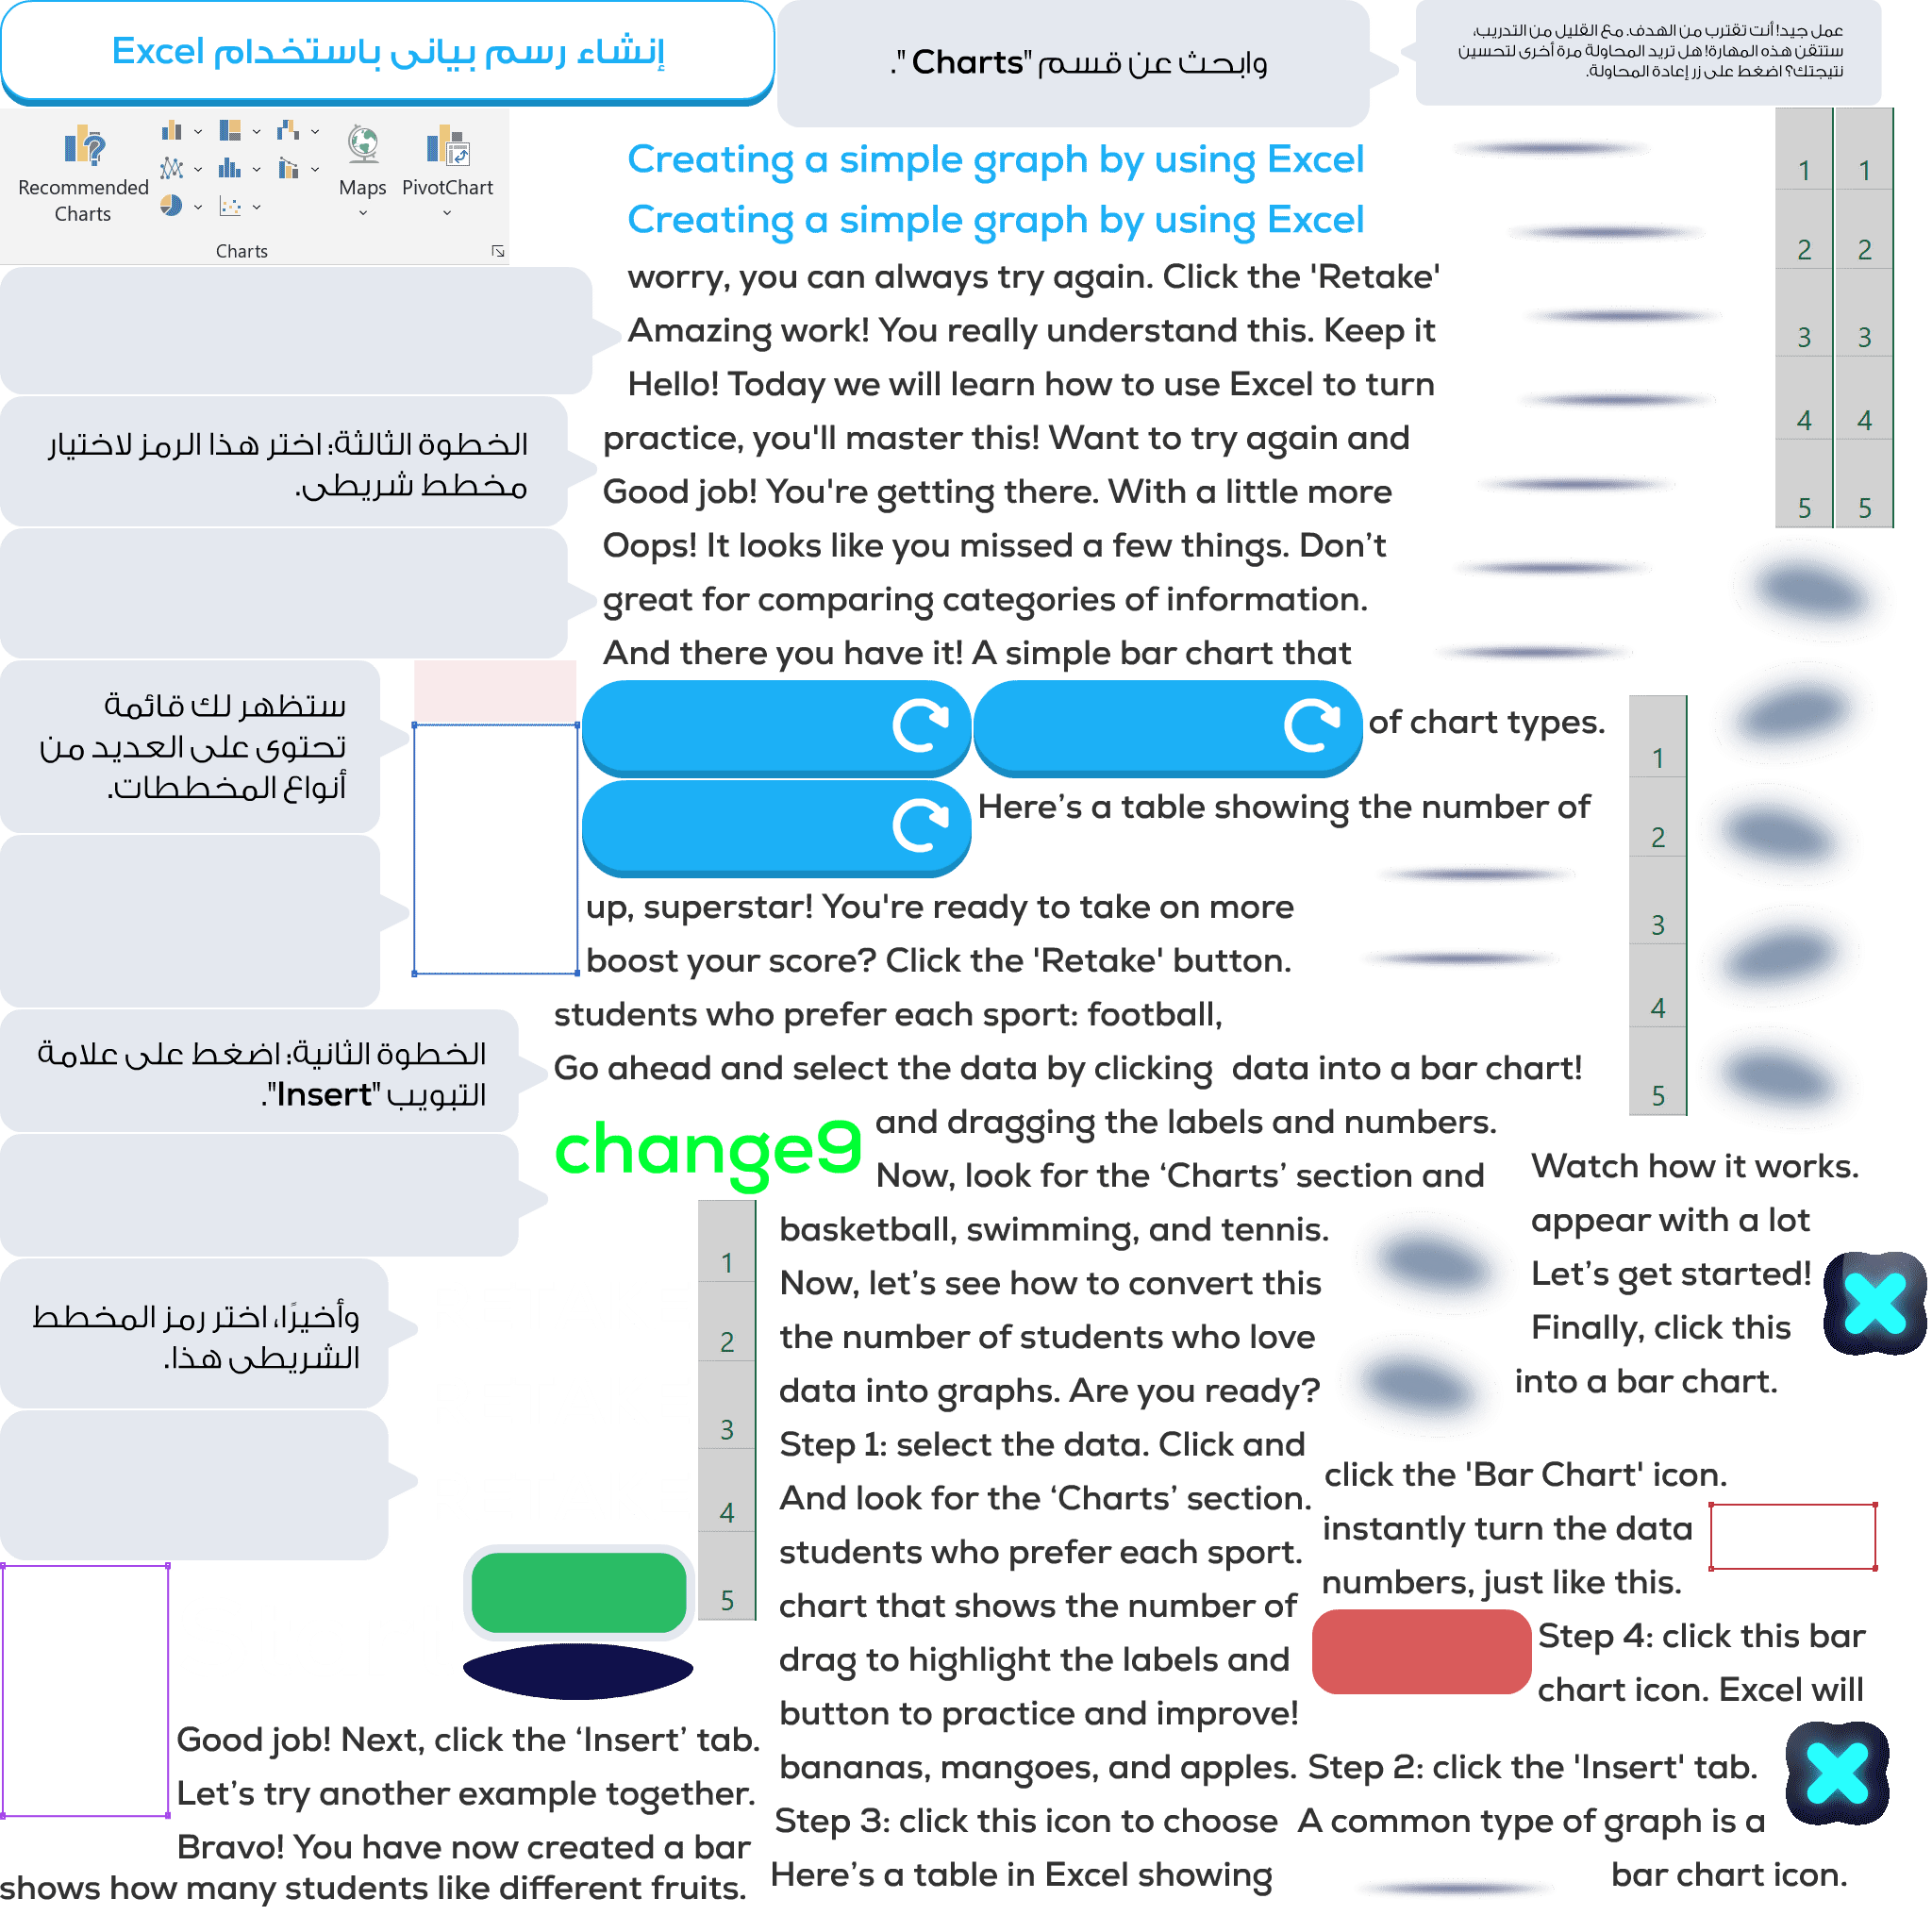 إنشاء رسم بياني باستخدام Excel
وابحث عن قسم "Charts".
عمل جيد! أنت تقترب من الهدف. مع القليل من التدريب،
ستتقن هذه المهارة! هل تريد المحاولة مرة أخرى لتحسين
نتيجتك؟ اضغط على زر إعادة المحاولة.
Recommended
Charts
Maps
PivotChart
Charts
Creating a simple graph by using Excel
Creating a simple graph by using Excel
worry, you can always try again. Click the 'Retake'
Amazing work! You really understand this. Keep it
Hello! Today we will learn how to use Excel to turn
practice, you'll master this! Want to try again and
Good job! You're getting there. With a little more
Oops! It looks like you missed a few things. Don’t
great for comparing categories of information.
And there you have it! A simple bar chart that
1 1
2 2
3 3
4 4
5 5
الخطوة الثالثة: اختر هذا الرمز لاختيار
مخطط شريطي.
ستظهر لك قائمة
تحتوي على العديد من
أنواع المخططات.
of chart types.
Here’s a table showing the number of
up, superstar! You're ready to take on more
boost your score? Click the 'Retake' button.
students who prefer each sport: football,
Go ahead and select the data by clicking
data into a bar chart!
1
2
3
4
5
الخطوة الثانية: اضغط على علامة
التبويب "Insert".
change9
and dragging the labels and numbers.
Now, look for the ‘Charts’ section and
Watch how it works.
appear with a lot
Let’s get started!
Finally, click this
into a bar chart.
وأخيرًا، اختر رمز المخطط
الشريطي هذا.
1
2
3
4
5
basketball, swimming, and tennis.
Now, let’s see how to convert this
the number of students who love
data into graphs. Are you ready?
Step 1: select the data. Click and
And look for the ‘Charts’ section.
students who prefer each sport.
chart that shows the number of
drag to highlight the labels and
button to practice and improve!
bananas, mangoes, and apples.
Step 3: click this icon to choose
Here’s a table in Excel showing
click the 'Bar Chart' icon.
instantly turn the data
numbers, just like this.
Step 4: click this bar
chart icon. Excel will
Step 2: click the 'Insert' tab.
A common type of graph is a
bar chart icon.
Good job! Next, click the ‘Insert’ tab.
Let’s try another example together.
Bravo! You have now created a bar
shows how many students like different fruits.